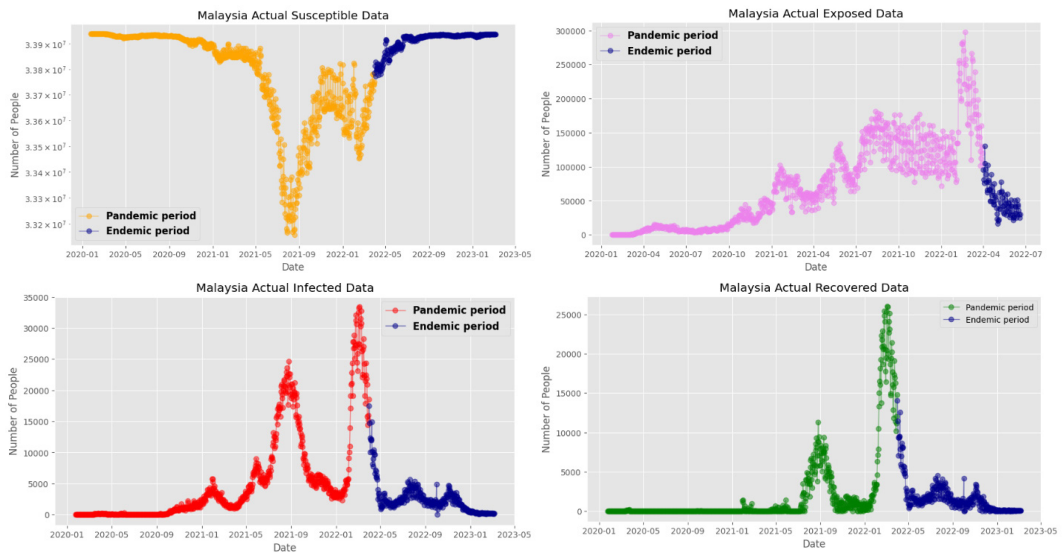 Malaysia Actual Susceptible Data
Number of People
3.39 × 10⁷
3.38 × 10⁷
3.37 × 10⁷
3.36 × 10⁷
3.35 × 10⁷
3.34 × 10⁷
3.33 × 10⁷
3.32 × 10⁷
Pandemic period
Endemic period
2020-01 2020-05 2020-09 2021-01 2021-05 2021-09 2022-01 2022-05 2022-09 2023-01 2023-05
Date
Malaysia Actual Exposed Data
Number of People
300000
250000
200000
150000
100000
50000
0
Pandemic period
Endemic period
2020-01 2020-04 2020-07 2020-10 2021-01 2021-04 2021-07 2021-10 2022-01 2022-04 2022-07
Date
Malaysia Actual Infected Data
Number of People
35000
30000
25000
20000
15000
10000
5000
0
Pandemic period
Endemic period
2020-01 2020-05 2020-09 2021-01 2021-05 2021-09 2022-01 2022-05 2022-09 2023-01 2023-05
Date
Malaysia Actual Recovered Data
Number of People
25000
20000
15000
10000
5000
0
Pandemic period
Endemic period
2020-01 2020-05 2020-09 2021-01 2021-05 2021-09 2022-01 2022-05 2022-09 2023-01 2023-05
Date